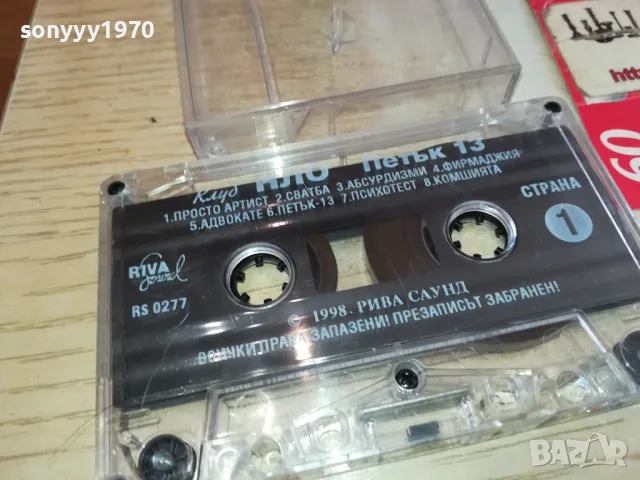 sonyyy1970
Клуб НЛО Петък 13
1.ПРОСТО АРТИСТ 2.СВАТБА 3.АБСУРДИЗМИ 4.ФИРМАДЖИЯ
5.АДВОКАТЕ 6.ПЕТЪК-13 7.ПСИХОТЕСТ 8.КОМШИЯТА
СТРАНА
1
RIVA
Sound
RS 0277
© 1998. РИВА САУНД
ВСИЧКИ ПРАВА ЗАПАЗЕНИ! ПРЕЗАПИСЪТ ЗАБРАНЕН!
htt
60
BAZAR